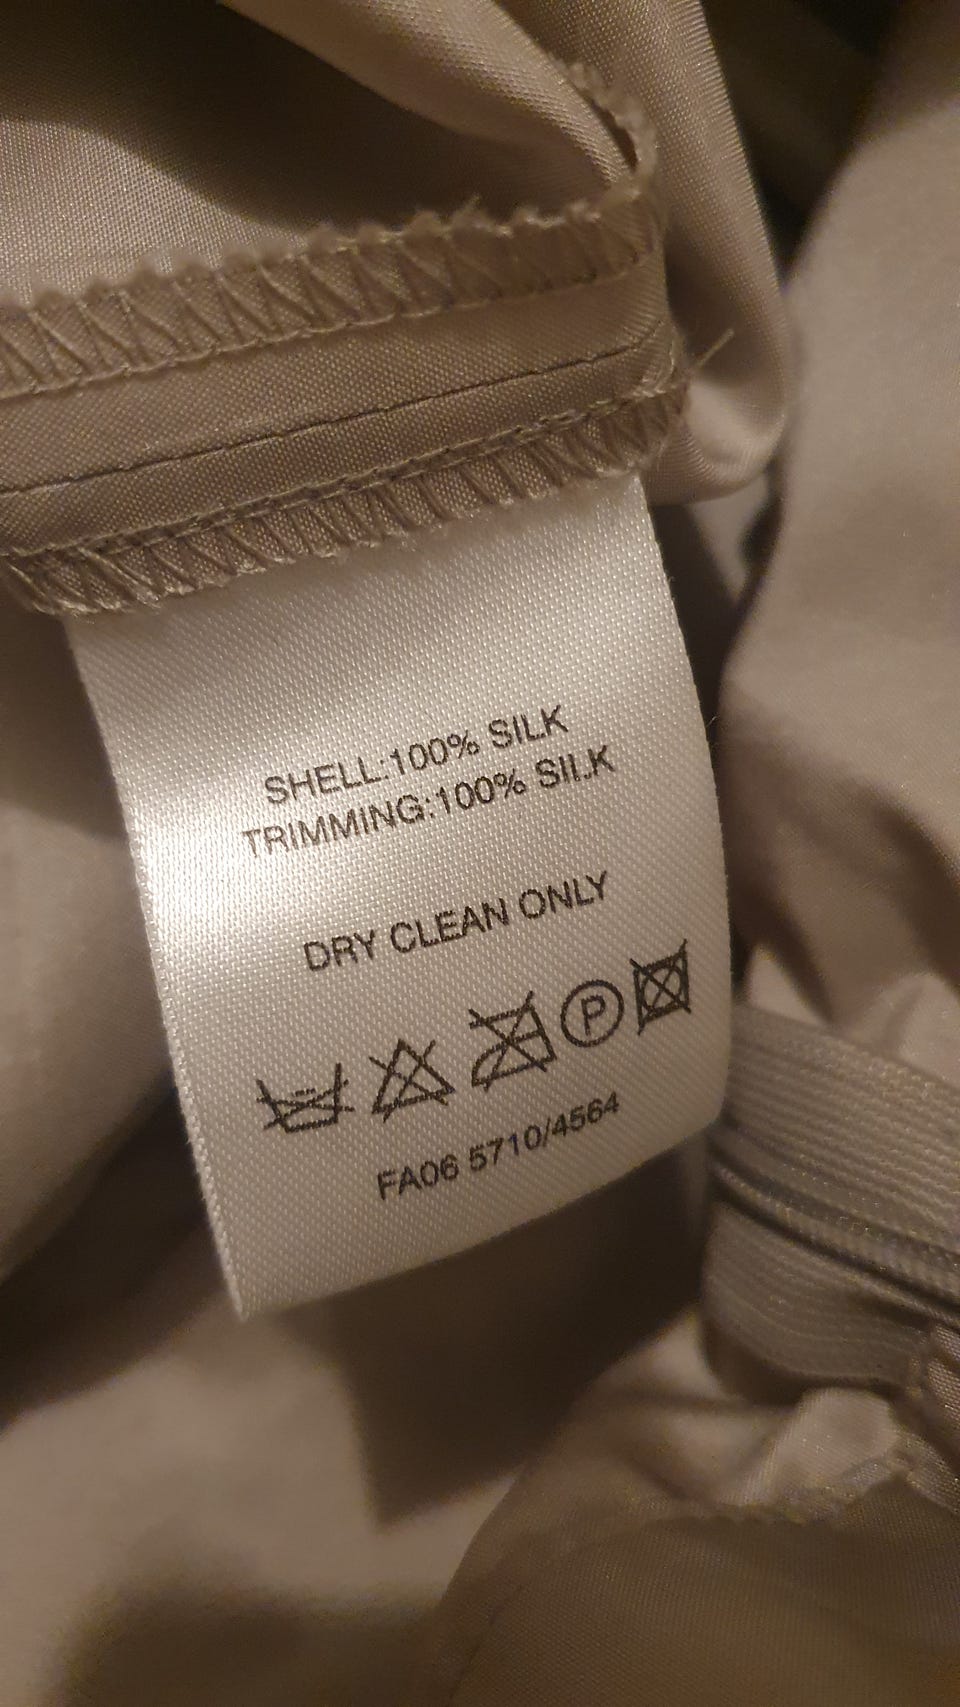 SHELL:100% SILK
TRIMMING:100% SILK
DRY CLEAN ONLY
P
FA06 5710/4564